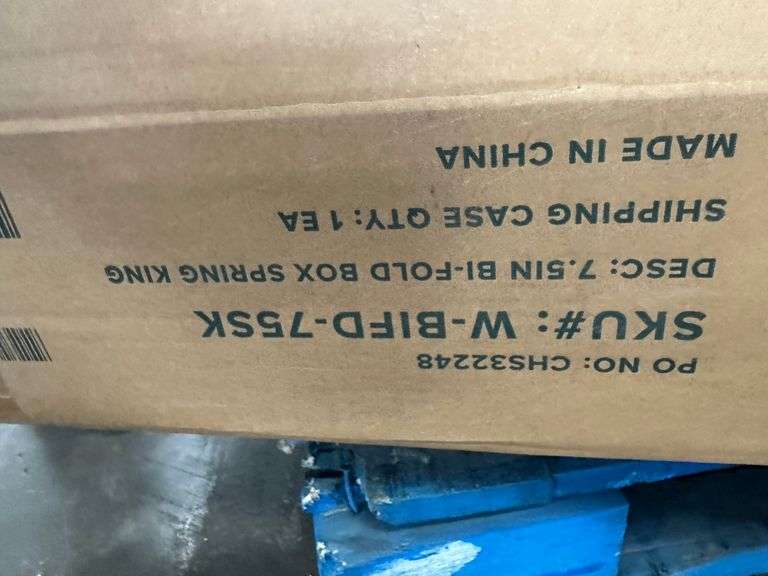 PO NO: CHS32248
SKU#: W-BIFD-75SK
DESC: 7.5IN BI-FOLD BOX SPRING KING
SHIPPING CASE QTY: 1 EA
MADE IN CHINA